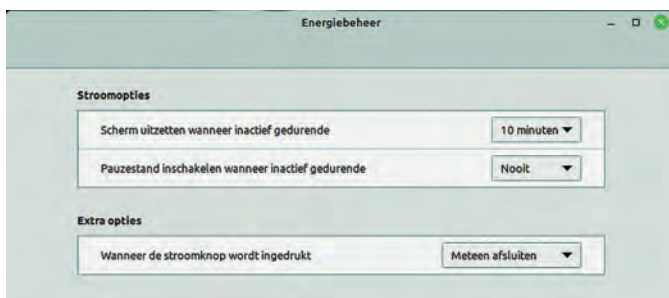 Energiebeheer
Stroomopties
Scherm uitzetten wanneer inactief gedurende 10 minuten
Pauzestand inschakelen wanneer inactief gedurende Nooit
Extra opties
Wanneer de stroomknop wordt ingedrukt Meteen afsluiten